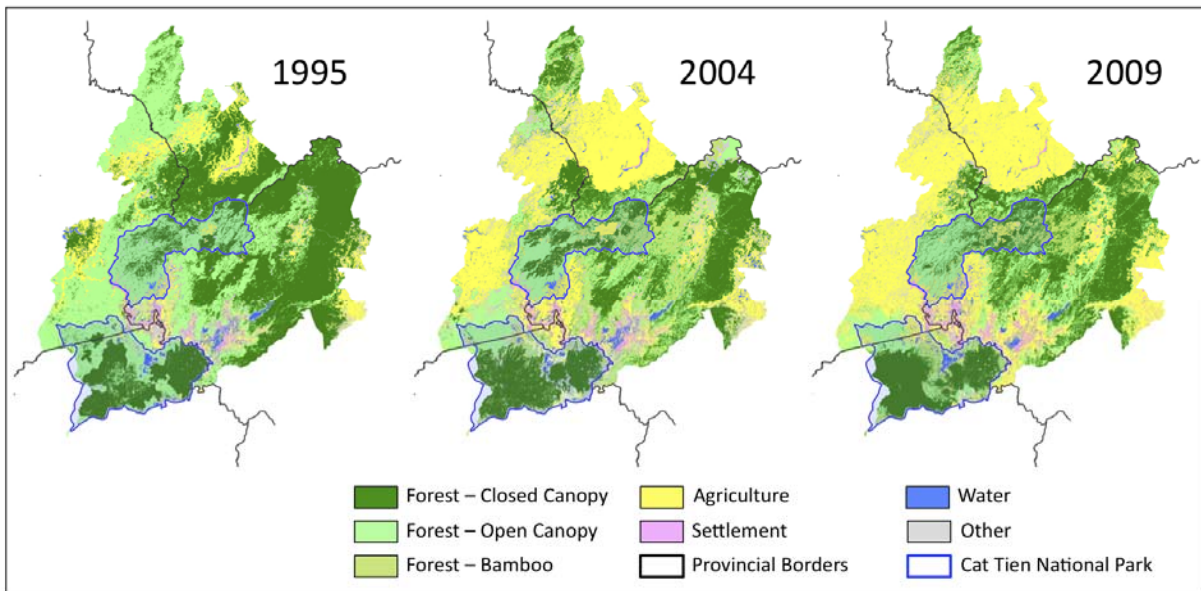 1995
2004
2009
Forest – Closed Canopy
Agriculture
Water
Forest – Open Canopy
Settlement
Other
Forest – Bamboo
Provincial Borders
Cat Tien National Park